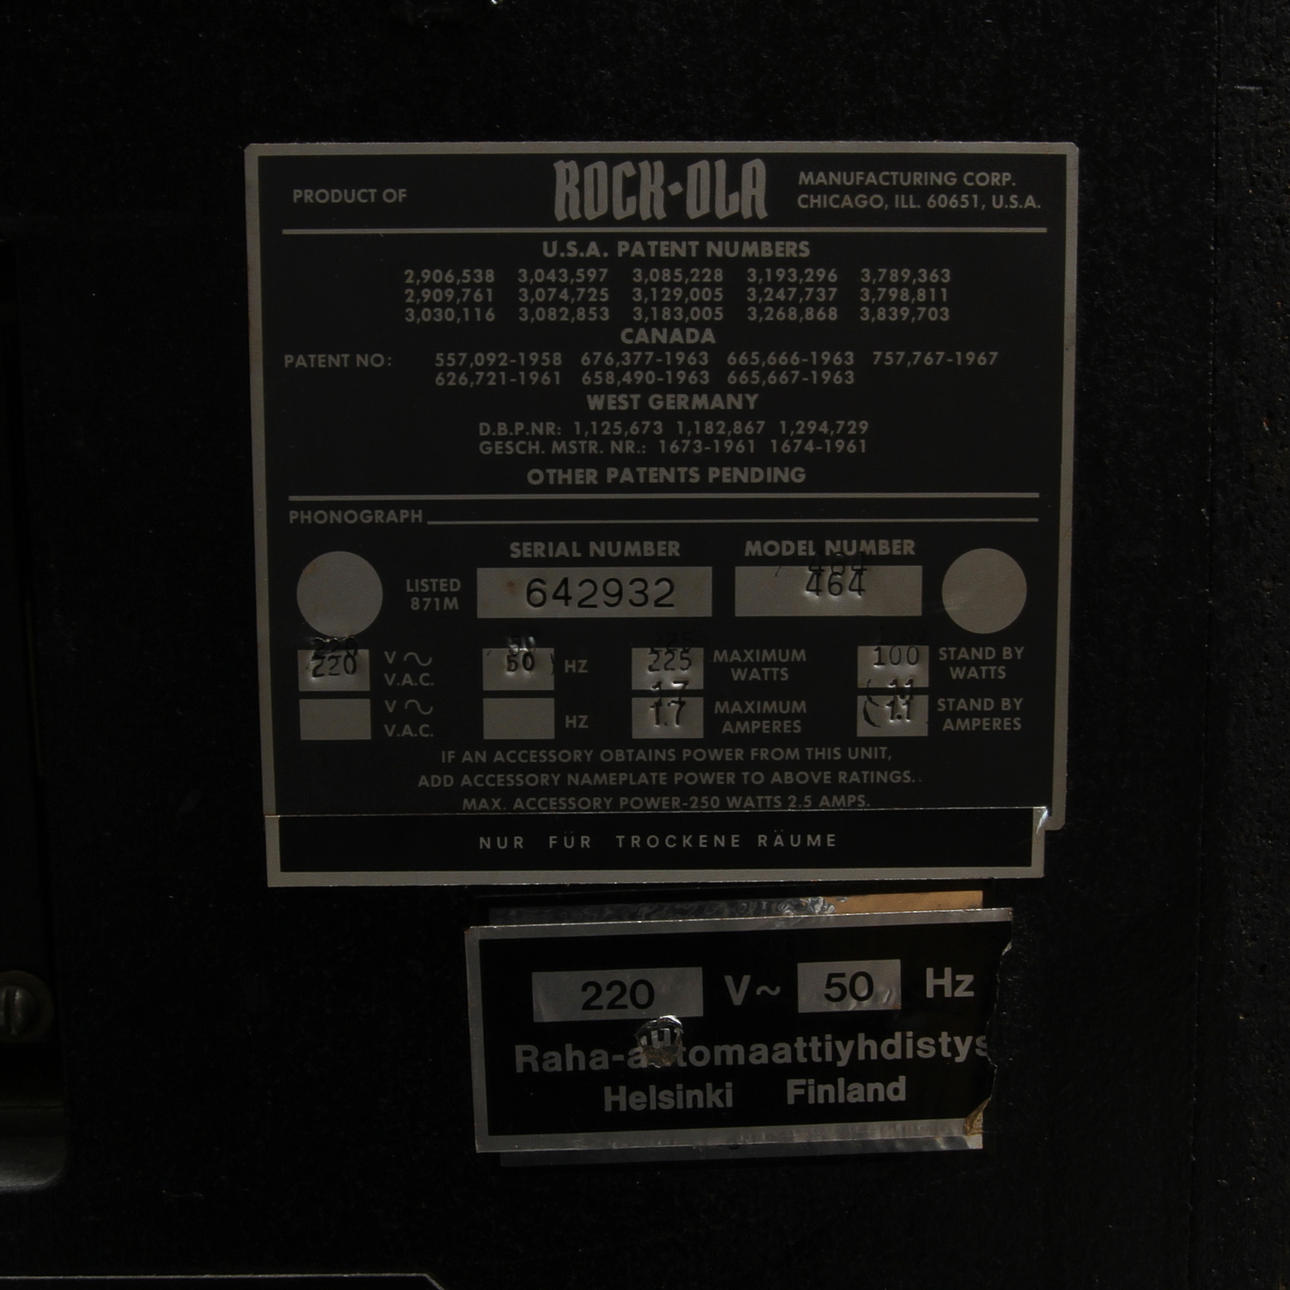 PRODUCT OF ROCK-OLA MANUFACTURING CORP.
CHICAGO, ILL. 60651, U.S.A.
U.S.A. PATENT NUMBERS
2,906,538 3,043,597 3,085,228 3,193,296 3,789,363
2,909,761 3,074,725 3,129,005 3,247,737 3,798,811
3,030,116 3,082,853 3,183,005 3,268,868 3,839,703
CANADA
PATENT NO: 557,092-1958 676,377-1963 665,666-1963 757,767-1967
626,721-1961 658,490-1963 665,667-1963
WEST GERMANY
D.B.P.NR: 1,125,673 1,182,867 1,294,729
GESCH. MSTR. NR.: 1673-1961 1674-1961
OTHER PATENTS PENDING
PHONOGRAPH
SERIAL NUMBER MODEL NUMBER
LISTED 871M 642932 464
220 V~ V.A.C. 50 HZ 225 MAXIMUM WATTS 100 STAND BY WATTS
V~ V.A.C. HZ 1.7 MAXIMUM AMPERES 1.1 STAND BY AMPERES
IF AN ACCESSORY OBTAINS POWER FROM THIS UNIT,
ADD ACCESSORY NAMEPLATE POWER TO ABOVE RATINGS.
MAX. ACCESSORY POWER-250 WATTS 2.5 AMPS.
NUR FÜR TROCKENE RÄUME
220 V~ 50 Hz
Raha-automaattiyhdistys
Helsinki Finland